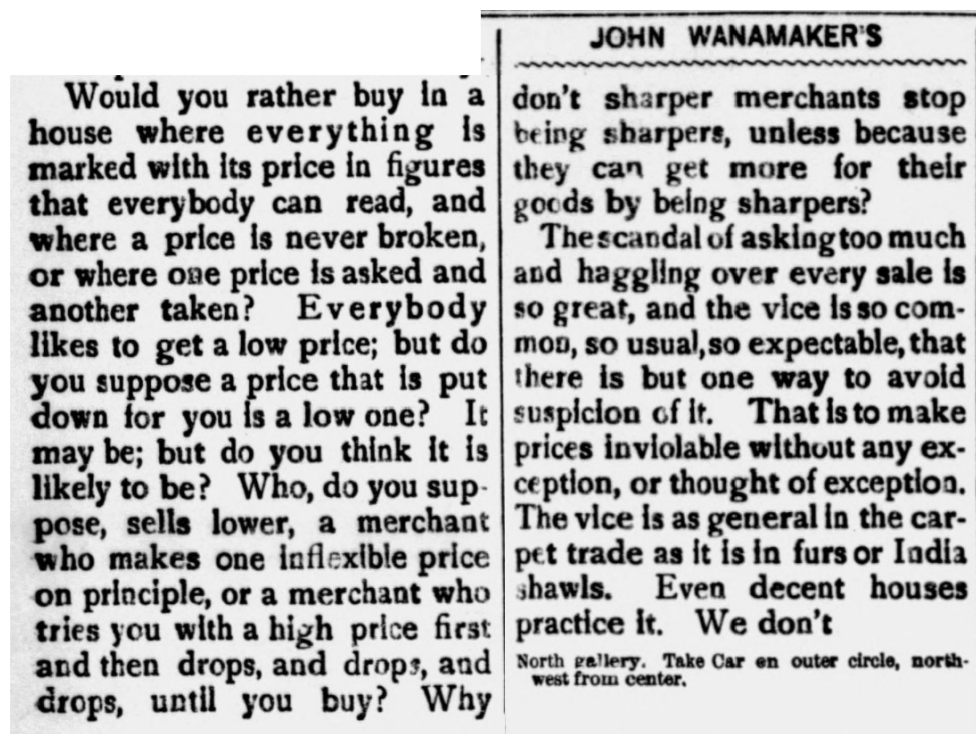 Would you rather buy in a
house where everything is
marked with its price in figures
that everybody can read, and
where a price is never broken,
or where one price is asked and
another taken? Everybody
likes to get a low price; but do
you suppose a price that is put
down for you is a low one? It
may be; but do you think it is
likely to be? Who, do you sup-
pose, sells lower, a merchant
who makes one inflexible price
on principle, or a merchant who
tries you with a high price first
and then drops, and drops, and
drops, until you buy? Why
JOHN WANAMAKER'S
don't sharper merchants stop
being sharpers, unless because
they can get more for their
goods by being sharpers?
The scandal of asking too much
and haggling over every sale is
so great, and the vice is so com-
mon, so usual, so expectable, that
there is but one way to avoid
suspicion of it. That is to make
prices inviolable without any ex-
ception, or thought of exception.
The vice is as general in the car-
pet trade as it is in furs or India
shawls. Even decent houses
practice it. We don't
North gallery. Take Car on outer circle, north-
west from center.